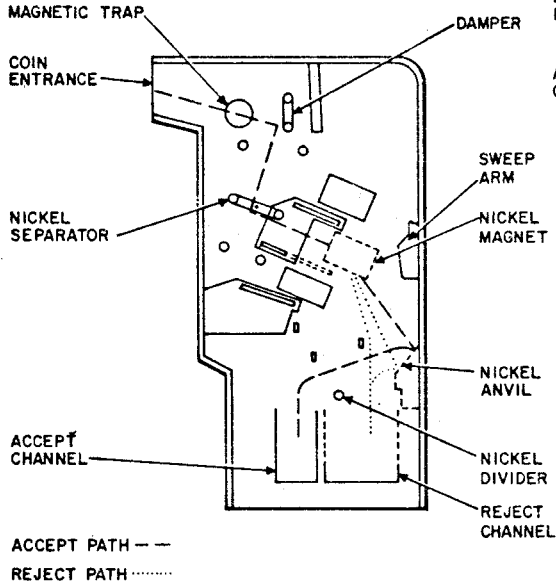 MAGNETIC TRAP
DAMPER
COIN
ENTRANCE
SWEEP
ARM
NICKEL
SEPARATOR
NICKEL
MAGNET
NICKEL
ANVIL
ACCEPT
CHANNEL
NICKEL
DIVIDER
REJECT
CHANNEL
ACCEPT PATH
REJECT PATH